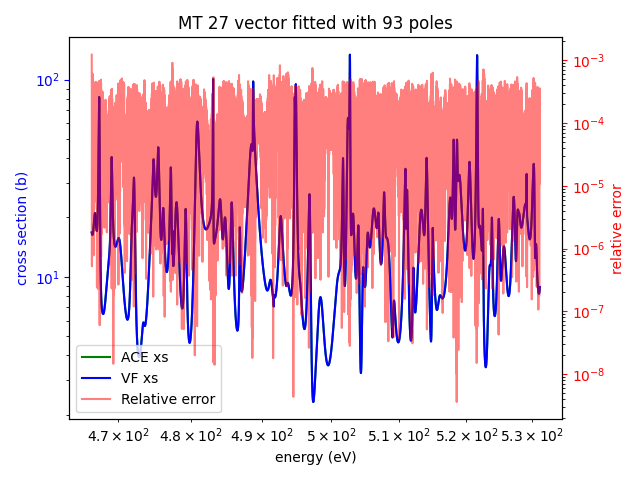 MT 27 vector fitted with 93 poles
cross section (b)
10²
10¹
ACE xs
VF xs
Relative error
10⁻³
10⁻⁴
10⁻⁵
10⁻⁶
10⁻⁷
10⁻⁸
relative error
4.7 × 10² 4.8 × 10² 4.9 × 10² 5 × 10² 5.1 × 10² 5.2 × 10² 5.3 × 10²
energy (eV)